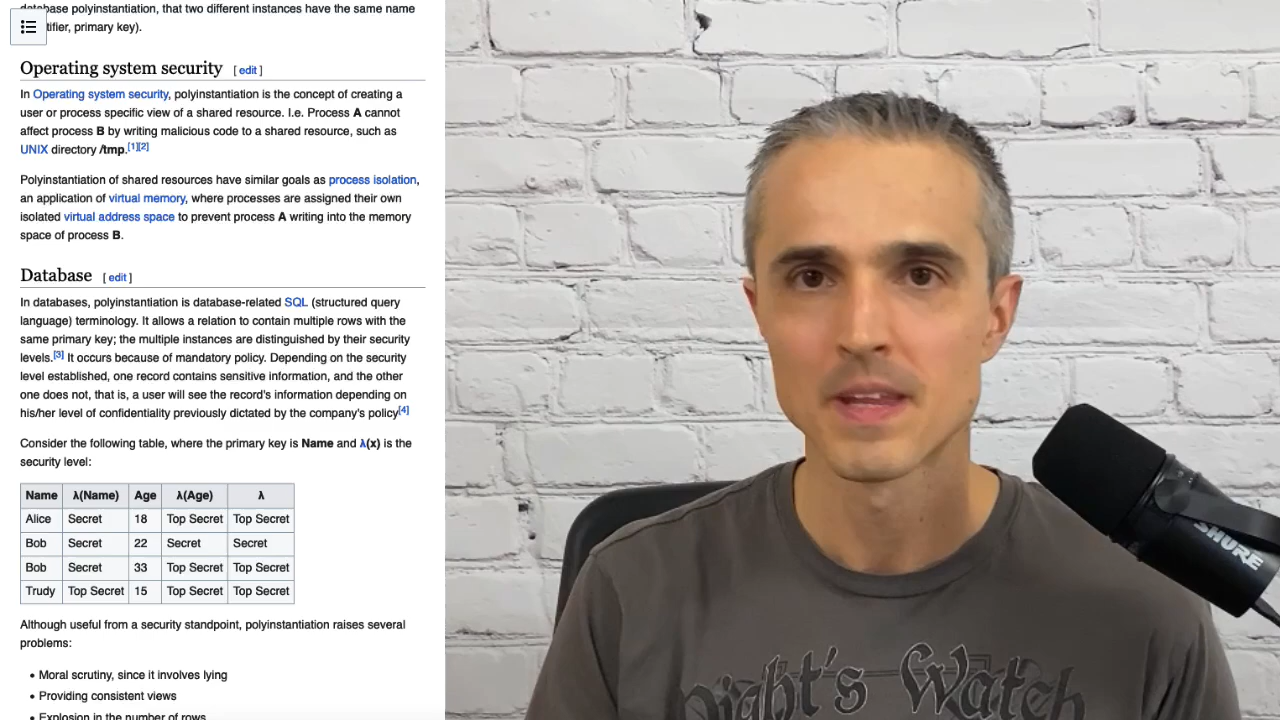 database polyinstantiation, that two different instances have the same name
tifier, primary key).
Operating system security [ edit ]
In Operating system security, polyinstantiation is the concept of creating a
user or process specific view of a shared resource. I.e. Process A cannot
affect process B by writing malicious code to a shared resource, such as
UNIX directory /tmp.[1][2]
Polyinstantiation of shared resources have similar goals as process isolation,
an application of virtual memory, where processes are assigned their own
isolated virtual address space to prevent process A writing into the memory
space of process B.
Database [ edit ]
In databases, polyinstantiation is database-related SQL (structured query
language) terminology. It allows a relation to contain multiple rows with the
same primary key; the multiple instances are distinguished by their security
levels.[3] It occurs because of mandatory policy. Depending on the security
level established, one record contains sensitive information, and the other
one does not, that is, a user will see the record's information depending on
his/her level of confidentiality previously dictated by the company's policy[4]
Consider the following table, where the primary key is Name and λ(x) is the
security level:
Name λ(Name) Age λ(Age) λ
Alice Secret 18 Top Secret Top Secret
Bob Secret 22 Secret Secret
Bob Secret 33 Top Secret Top Secret
Trudy Top Secret 15 Top Secret Top Secret
Although useful from a security standpoint, polyinstantiation raises several
problems:
• Moral scrutiny, since it involves lying
• Providing consistent views
• Explosion in the number of rows
SHURE
Night's Watch